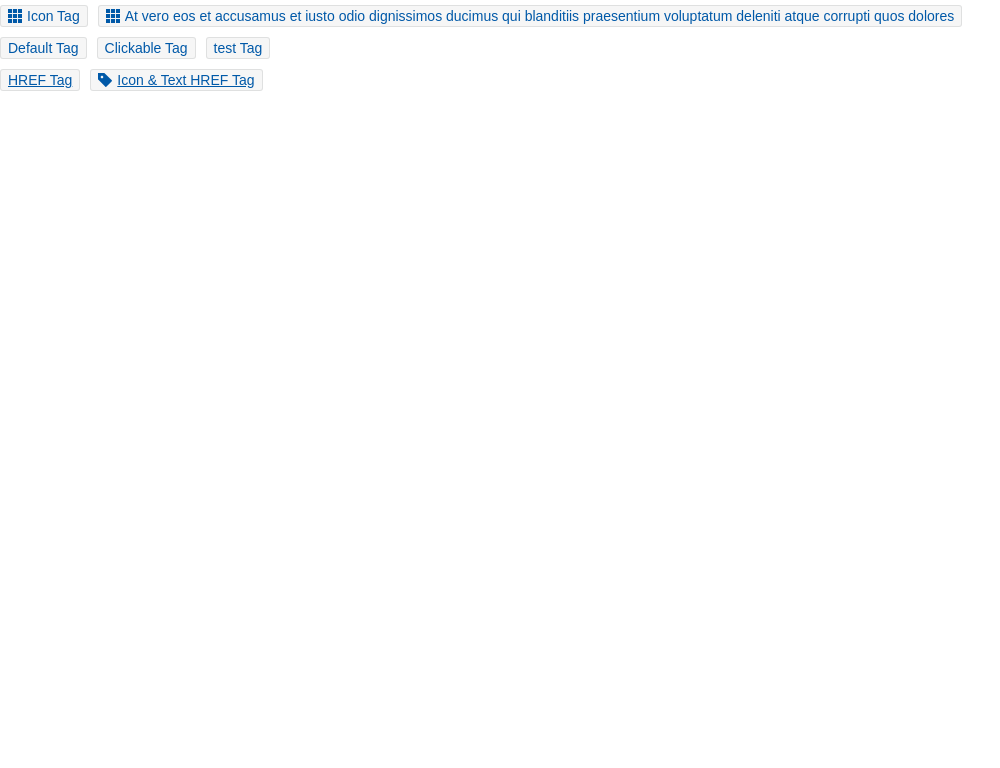 Icon Tag At vero eos et accusamus et iusto odio dignissimos ducimus qui blanditiis praesentium voluptatum deleniti atque corrupti quos dolores
Default Tag Clickable Tag test Tag
HREF Tag Icon & Text HREF Tag